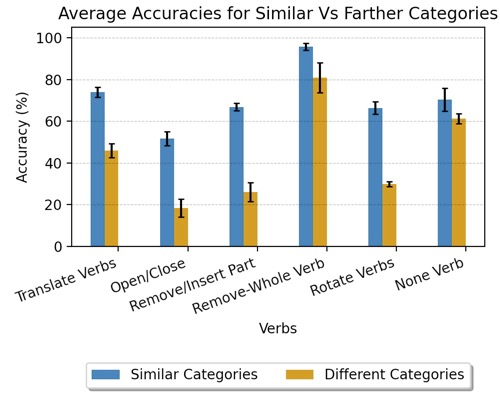 Average Accuracies for Similar Vs Farther Categories
100
80
60
40
20
0
Accuracy (%)
Translate Verbs
Open/Close
Remove/Insert Part
Remove-Whole Verb
Rotate Verbs
None Verb
Verbs
Similar Categories
Different Categories